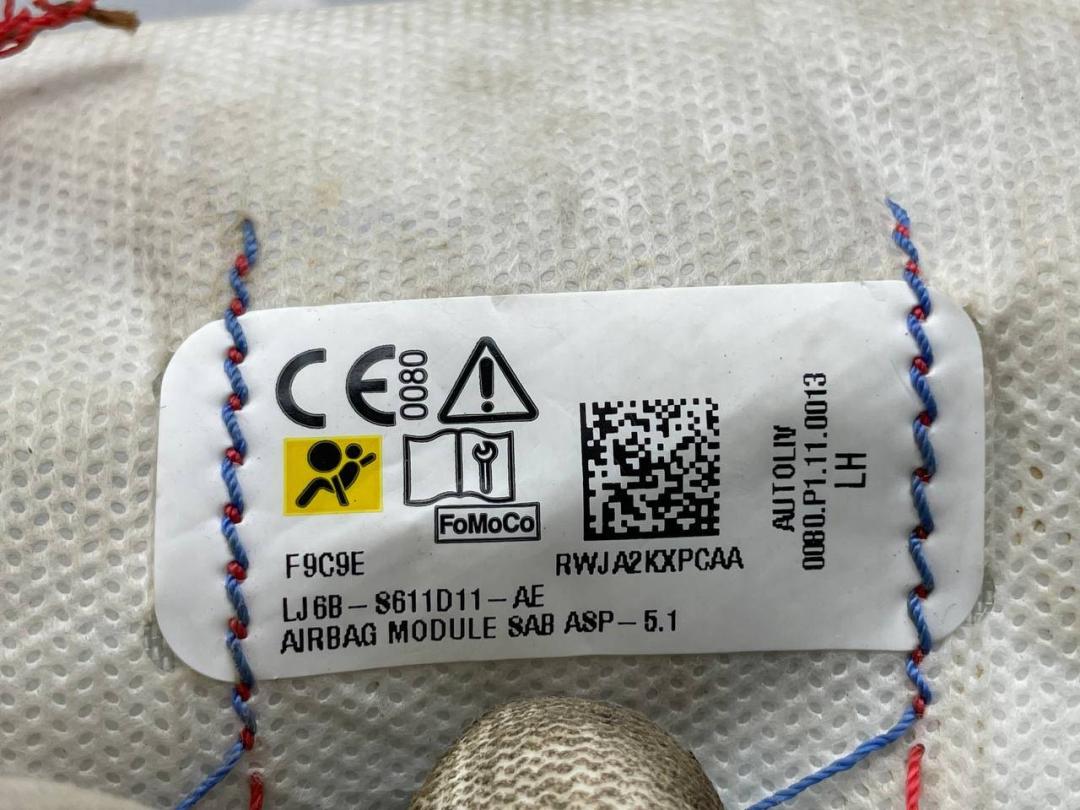 CE 0080
FoMoCo
F9C9E
RWJA2KXPCAA
LJ6B-S611D11-AE
AIRBAG MODULE SAB ASP-5.1
AUTOLIV
0080.P1.11.0013
LH